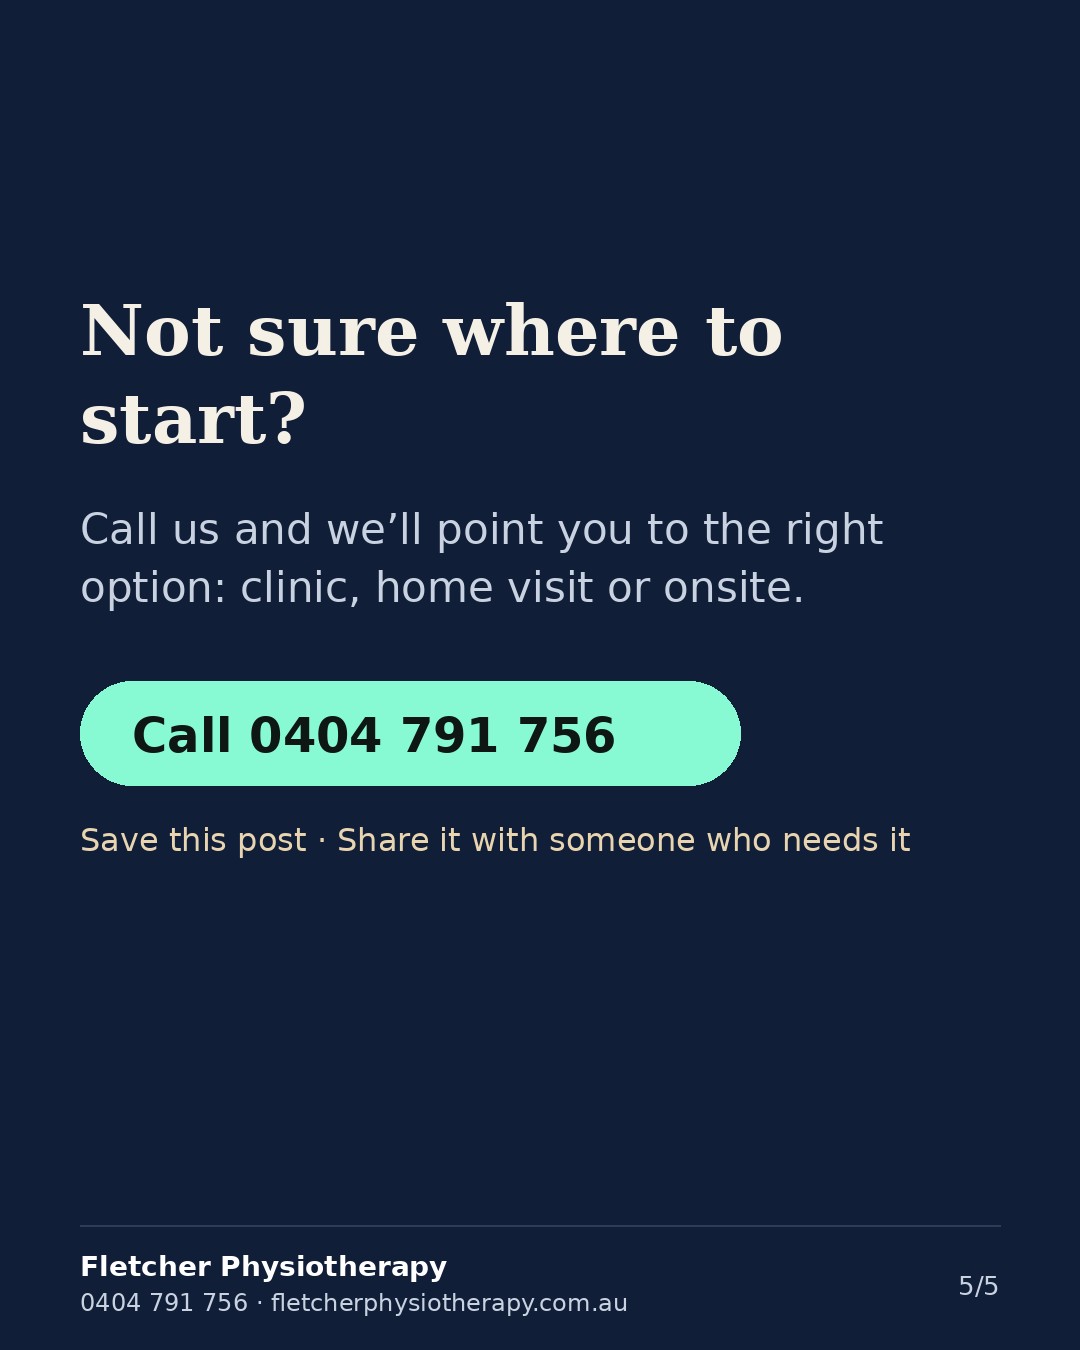 Not sure where to
start?
Call us and we’ll point you to the right
option: clinic, home visit or onsite.
Call 0404 791 756
Save this post · Share it with someone who needs it
Fletcher Physiotherapy
0404 791 756 · fletcherphysiotherapy.com.au
5/5